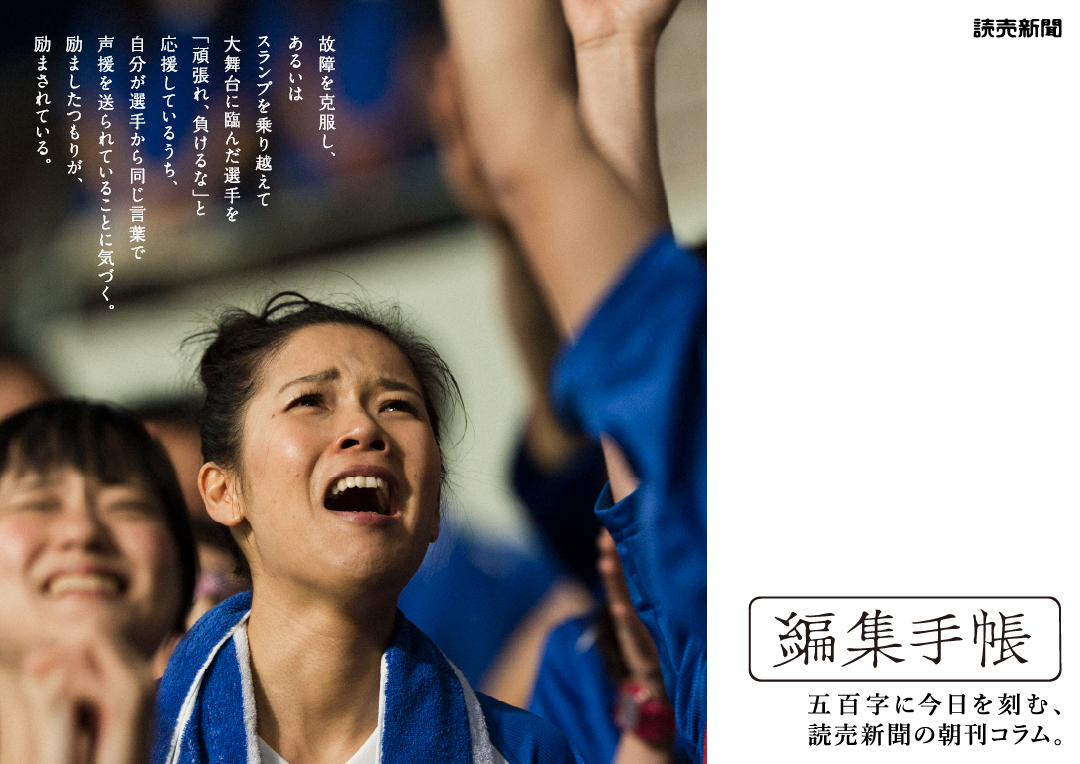 故障を克服し、
あるいは
スランプを乗り越えて
大舞台に臨んだ選手を
「頑張れ、負けるな」と
応援しているうち、
自分が選手から同じ言葉で
声援を送られていることに気づく。
励ましたつもりが、
励まされている。
読売新聞
編集手帳
五百字に今日を刻む、
読売新聞の朝刊コラム。